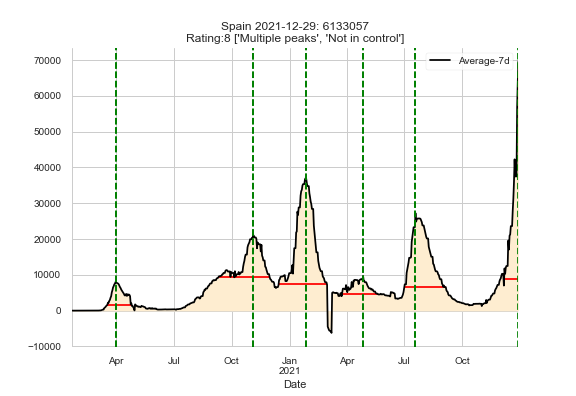 Spain 2021-12-29: 6133057
Rating:8 ['Multiple peaks', 'Not in control']
Average-7d
70000
60000
50000
40000
30000
20000
10000
0
−10000
Apr Jul Oct Jan Apr Jul Oct
2021
Date